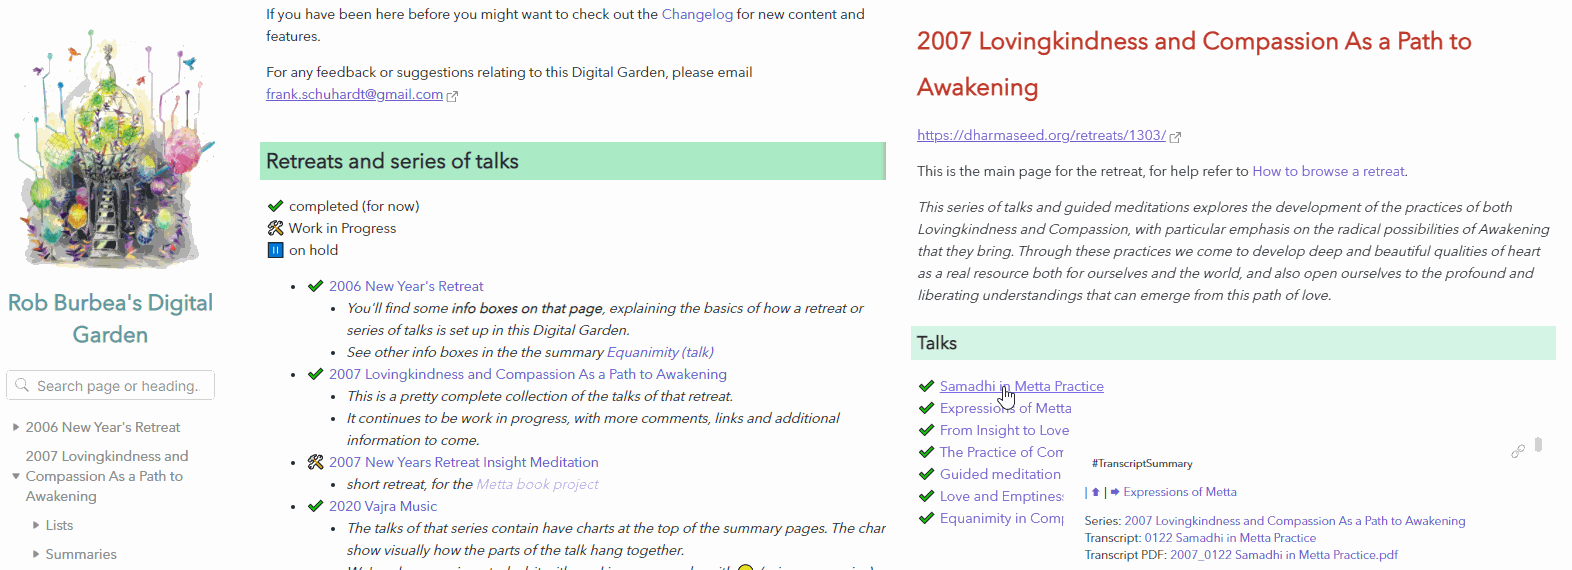 Rob Burbea's Digital
Garden
Search page or heading..
2006 New Year's Retreat
2007 Lovingkindness and
Compassion As a Path to
Awakening
Lists
Summaries
If you have been here before you might want to check out the Changelog for new content and
features.
For any feedback or suggestions relating to this Digital Garden, please email
frank.schuhardt@gmail.com
Retreats and series of talks
completed (for now)
Work in Progress
on hold
2006 New Year's Retreat
You'll find some info boxes on that page, explaining the basics of how a retreat or
series of talks is set up in this Digital Garden.
See other info boxes in the the summary Equanimity (talk)
2007 Lovingkindness and Compassion As a Path to Awakening
This is a pretty complete collection of the talks of that retreat.
It continues to be work in progress, with more comments, links and additional
information to come.
2007 New Years Retreat Insight Meditation
short retreat, for the Metta book project
2020 Vajra Music
The talks of that series contain have charts at the top of the summary pages. The char
show visually how the parts of the talk hang together.
2007 Lovingkindness and Compassion As a Path to
Awakening
https://dharmaseed.org/retreats/1303/
This is the main page for the retreat, for help refer to How to browse a retreat.
This series of talks and guided meditations explores the development of the practices of both
Lovingkindness and Compassion, with particular emphasis on the radical possibilities of Awakening
that they bring. Through these practices we come to develop deep and beautiful qualities of heart
as a real resource both for ourselves and the world, and also open ourselves to the profound and
liberating understandings that can emerge from this path of love.
Talks
Samadhi in Metta Practice
Expressions of Metta
From Insight to Love
The Practice of Com
Guided meditation
Love and Emptiness
Equanimity in Comp
#TranscriptSummary
| ⬆ | ➡ Expressions of Metta
Series: 2007 Lovingkindness and Compassion As a Path to Awakening
Transcript: 0122 Samadhi in Metta Practice
Transcript PDF: 2007_0122 Samadhi in Metta Practice.pdf